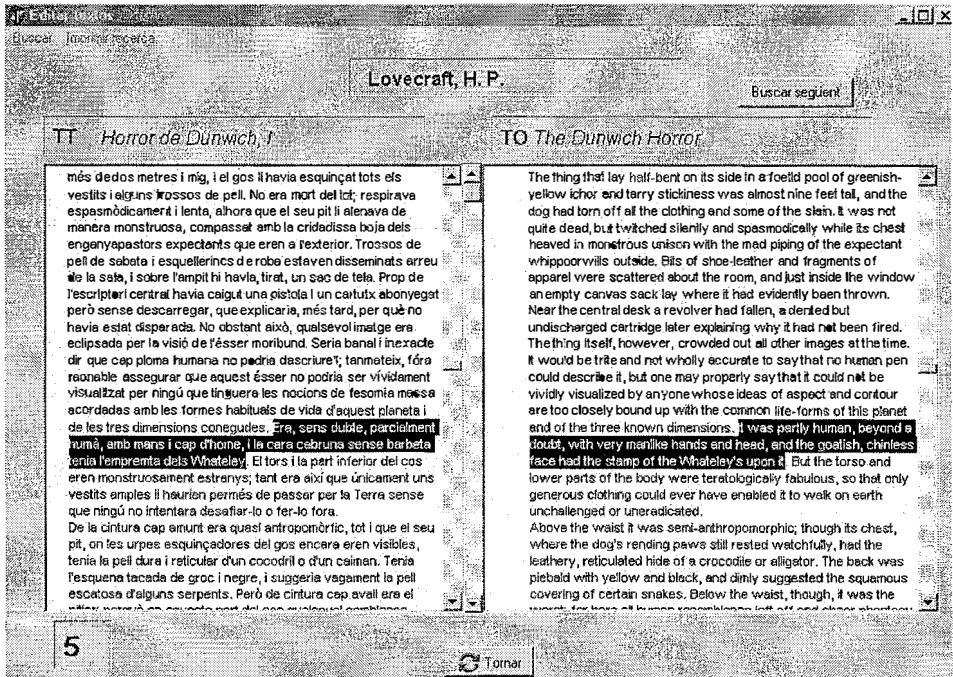 Editar textos
Buscar Imprimir recerca
Lovecraft, H. P.
Buscar següent
TT Horror de Dunwich, l'
més de dos metres i mig, i el gos li havia esquinçat tots els
vestits i alguns trossos de pell. No era mort del tot; respirava
espasmòdicament i lenta, alhora que el seu pit li alenava de
manera monstruosa, compassat amb la cridadissa boja dels
enganyapastors expectants que eren a l'exterior. Trossos de
pell de sabata i esquellerincs de roba estaven disseminats arreu
de la sala, i sobre l'ampit hi havia, tirat, un sac de tela. Prop de
l'escriptori central havia caigut una pistola i un cartutx abonyegat
però sense descarregar, que explicaria, més tard, per què no
havia estat disparada. No obstant això, qualsevol imatge era
eclipsada per la visió de l'ésser moribund. Seria banal i inexacte
dir que cap ploma humana no podria descriure'l; tanmateix, fóra
raonable assegurar que aquest ésser no podria ser vívidament
visualitzat per ningú que tinguera les nocions de fesomia massa
acordades amb les formes habituals de vida d'aquest planeta i
de les tres dimensions conegudes. Era, sens dubte, parcialment
humà, amb mans i cap d'home, i la cara cabruna sense barbeta
tenia l'empremta dels Whateley. El tors i la part inferior del cos
eren monstruosament estranys; tant era així que únicament uns
vestits amples li haurien permés de passar per la Terra sense
que ningú no intentara desafiar-lo o fer-lo fora.
De la cintura cap amunt era quasi antropomòrfic, tot i que el seu
pit, on les urpes esquinçadores del gos encara eren visibles,
tenia la pell dura i reticular d'un cocodril o d'un caiman. Tenia
l'esquena tacada de groc i negre, i suggeria vagament la pell
escatosa d'alguns serpents. Però de cintura cap avall era el
TO The Dunwich Horror
The thing that lay half-bent on its side in a foetid pool of greenish-
yellow ichor and tarry stickiness was almost nine feet tall, and the
dog had torn off all the clothing and some of the skin. It was not
quite dead, but twitched silently and spasmodically while its chest
heaved in monstrous unison with the mad piping of the expectant
whippoorwills outside. Bits of shoe-leather and fragments of
apparel were scattered about the room, and just inside the window
an empty canvas sack lay where it had evidently been thrown.
Near the central desk a revolver had fallen, a dented but
undischarged cartridge later explaining why it had not been fired.
The thing itself, however, crowded out all other images at the time.
It would be trite and not wholly accurate to say that no human pen
could describe it, but one may properly say that it could not be
vividly visualized by anyone whose ideas of aspect and contour
are too closely bound up with the common life-forms of this planet
and of the three known dimensions. It was partly human, beyond a
doubt, with very manlike hands and head, and the goatish, chinless
face had the stamp of the Whateley's upon it. But the torso and
lower parts of the body were teratologically fabulous, so that only
generous clothing could ever have enabled it to walk on earth
unchallenged or uneradicated.
Above the waist it was semi-anthropomorphic; though its chest,
where the dog's rending paws still rested watchfully, had the
leathery, reticulated hide of a crocodile or alligator. The back was
piebald with yellow and black, and dimly suggested the squamous
covering of certain snakes. Below the waist, though, it was the
worst; for here all human resemblance left off and sheer phantasy
5
Tornar